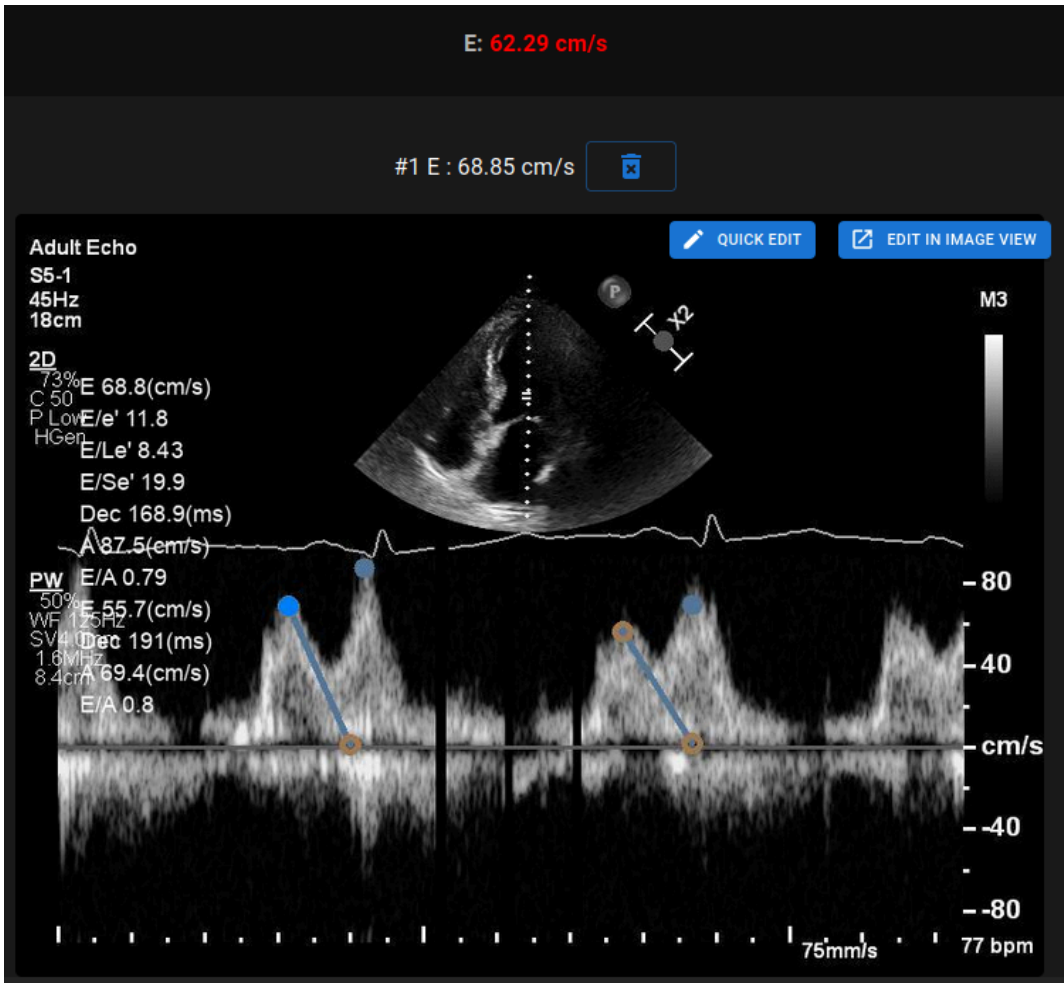 E: 62.29 cm/s
#1 E : 68.85 cm/s
QUICK EDIT
EDIT IN IMAGE VIEW
Adult Echo
S5-1
45Hz
18cm
2D
73%
C 50
P Low
HGen
E 68.8(cm/s)
E/e' 11.8
E/Le' 8.43
E/Se' 19.9
Dec 168.9(ms)
A 87.5(cm/s)
E/A 0.79
E 55.7(cm/s)
Dec 191(ms)
A 69.4(cm/s)
E/A 0.8
PW
50%
WF 125Hz
SV4.0mm
1.6MHz
8.4cm
P
X2
M3
80
40
cm/s
-40
-80
75mm/s
77 bpm